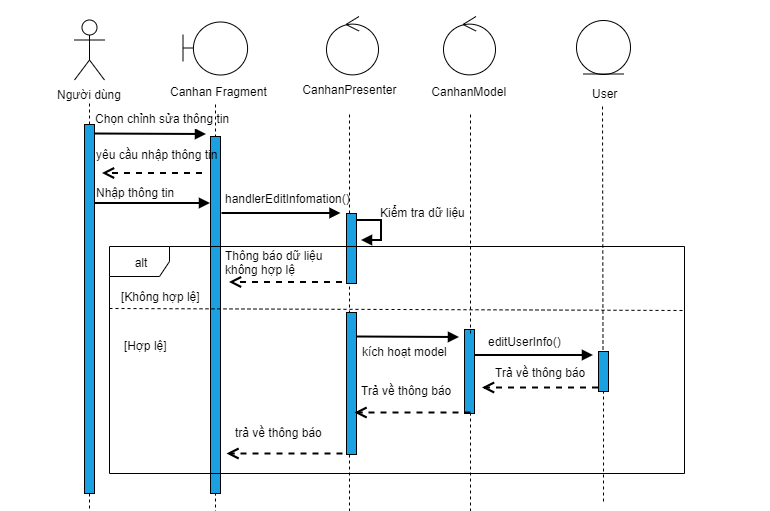 Người dùng
Canhan Fragment
CanhanPresenter
CanhanModel
User
Chọn chỉnh sửa thông tin
yêu cầu nhập thông tin
Nhập thông tin
handlerEditInfomation()
Kiểm tra dữ liệu
alt
Thông báo dữ liệu
không hợp lệ
[Không hợp lệ]
[Hợp lệ]
kích hoạt model
editUserInfo()
Trả về thông báo
Trả về thông báo
trả về thông báo